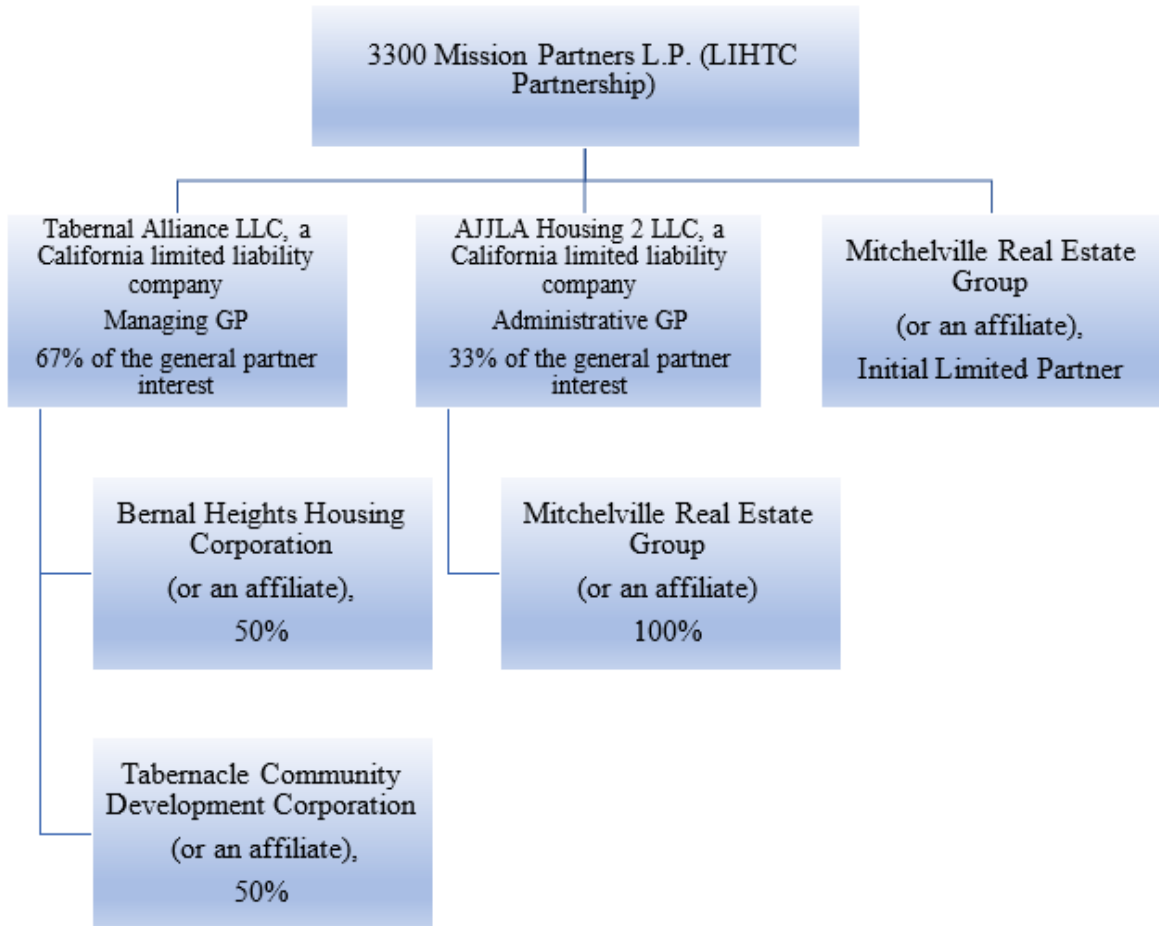 3300 Mission Partners L.P. (LIHTC
Partnership)
Tabernal Alliance LLC, a
California limited liability
company
Managing GP
67% of the general partner
interest
AJJLA Housing 2 LLC, a
California limited liability
company
Administrative GP
33% of the general partner
interest
Mitchelville Real Estate
Group
(or an affiliate),
Initial Limited Partner
Bernal Heights Housing
Corporation
(or an affiliate),
50%
Mitchelville Real Estate
Group
(or an affiliate)
100%
Tabernacle Community
Development Corporation
(or an affiliate),
50%